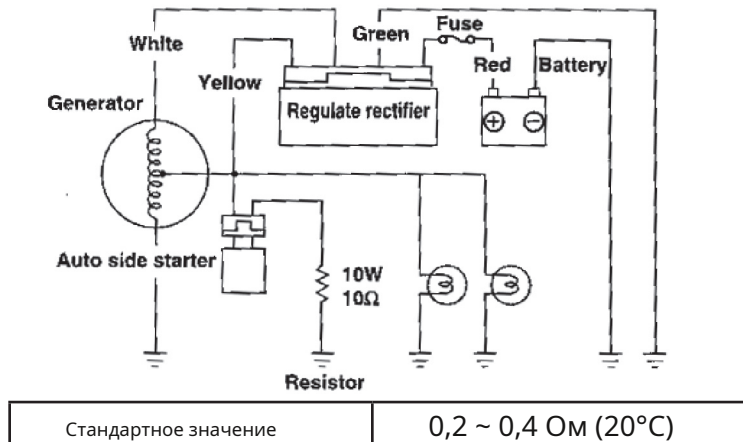 White
Green
Fuse
Yellow
Red
Battery
Generator
Regulate rectifier
Auto side starter
10W
10Ω
Resistor
Стандартное значение
0,2 ~ 0,4 Ом (20°C)